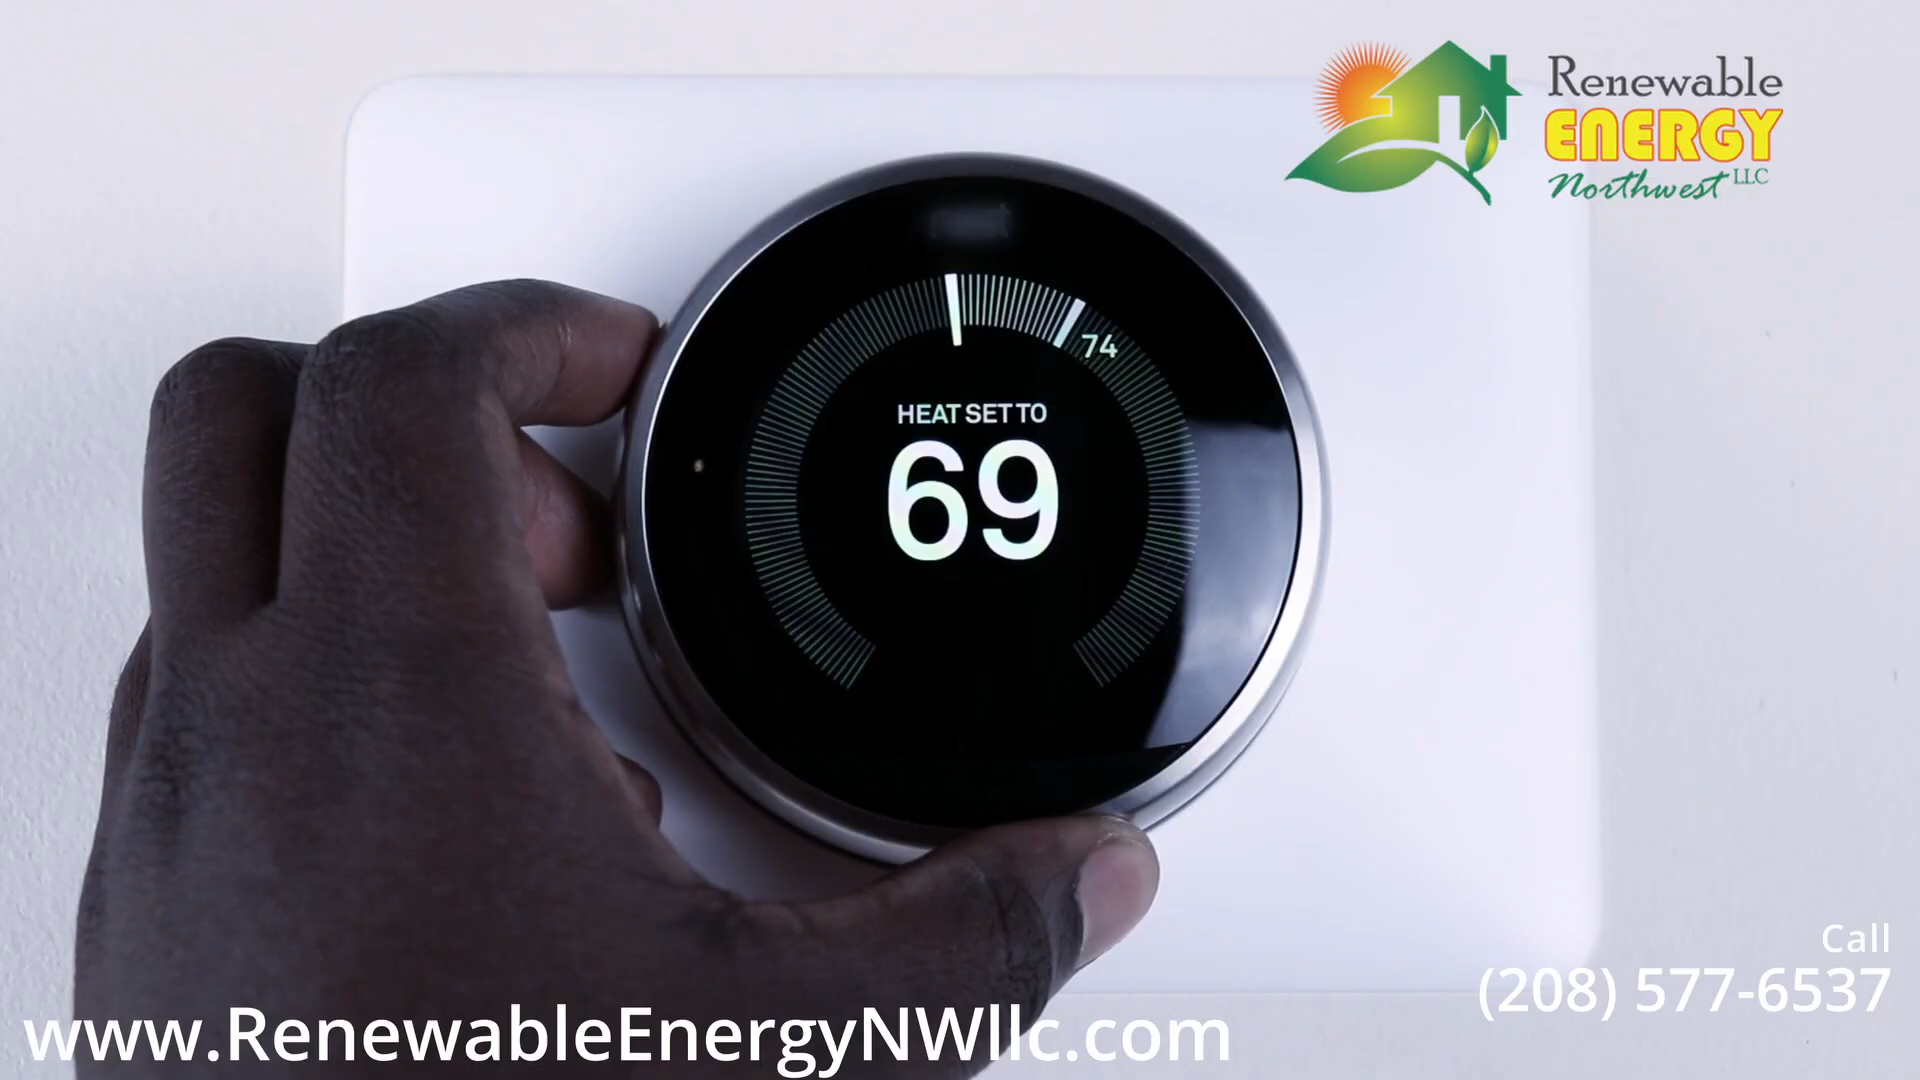 Renewable
ENERGY
Northwest LLC
74
HEAT SET TO
69
Call
(208) 577-6537
www.RenewableEnergyNWllc.com